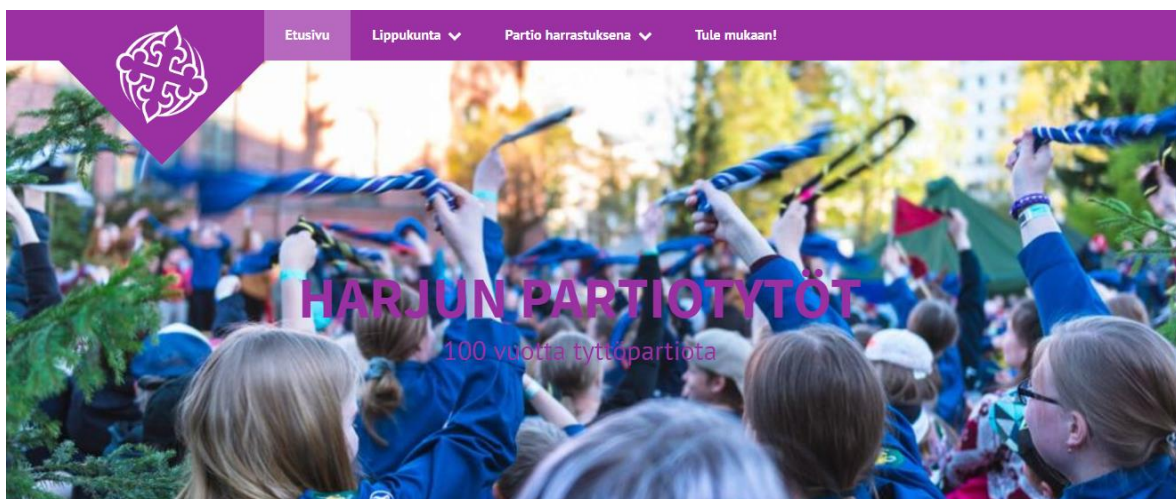 Etusivu Lippukunta Partio harrastuksena Tule mukaan!
HARJUN PARTIOTYTÖT
100 vuotta tyttöpartiota